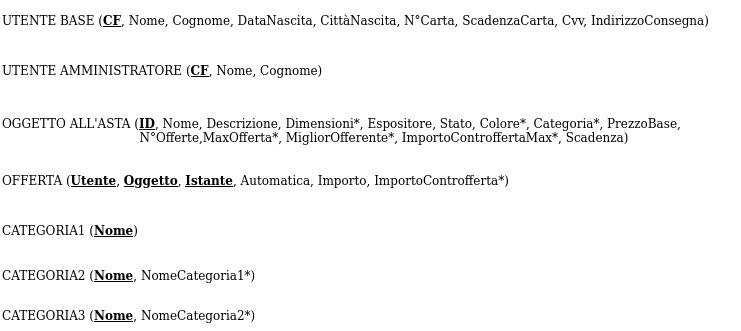 UTENTE BASE (CF, Nome, Cognome, DataNascita, CittàNascita, N°Carta, ScadenzaCarta, Cvv, IndirizzoConsegna)
UTENTE AMMINISTRATORE (CF, Nome, Cognome)
OGGETTO ALL'ASTA (ID, Nome, Descrizione, Dimensioni*, Espositore, Stato, Colore*, Categoria*, PrezzoBase,
N°Offerte,MaxOfferta*, MigliorOfferente*, ImportoControffertaMax*, Scadenza)
OFFERTA (Utente, Oggetto, Istante, Automatica, Importo, ImportoControfferta*)
CATEGORIA1 (Nome)
CATEGORIA2 (Nome, NomeCategoria1*)
CATEGORIA3 (Nome, NomeCategoria2*)